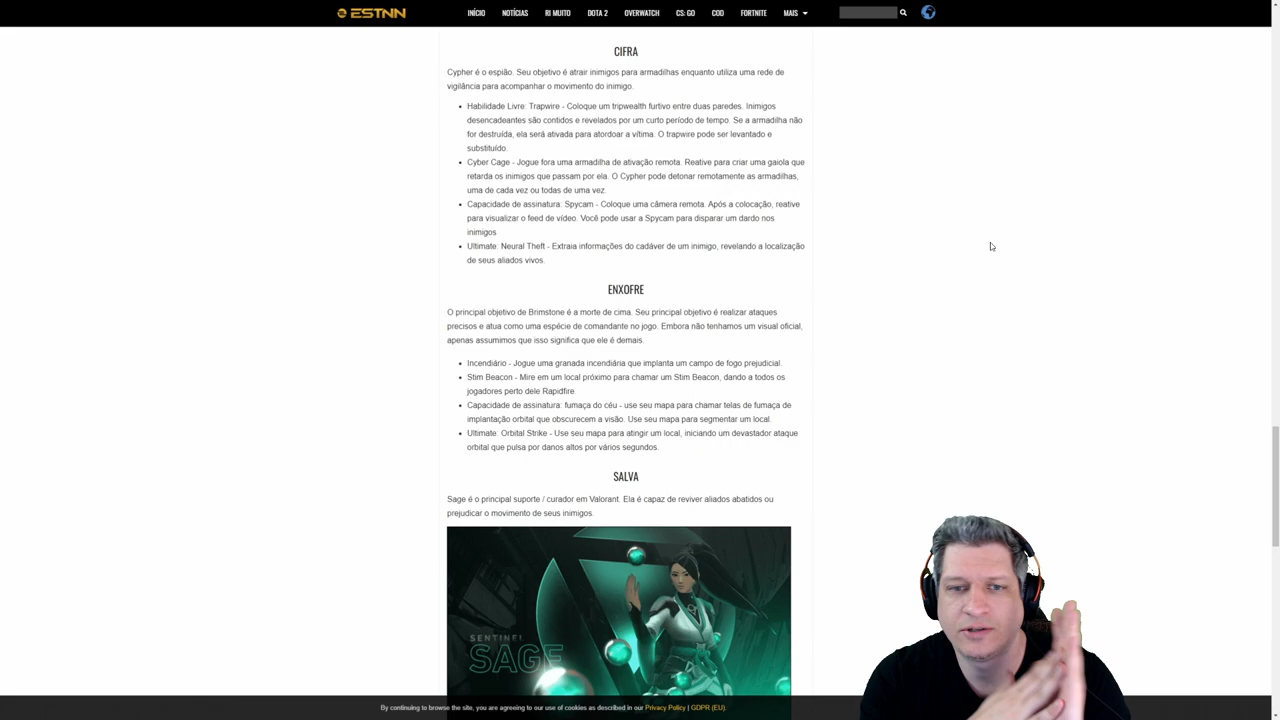 ESTNN
INÍCIO NOTÍCIAS RI MUITO DOTA 2 OVERWATCH CS: GO COD FORTNITE MAIS
CIFRA
Cypher é o espião. Seu objetivo é atrair inimigos para armadilhas enquanto utiliza uma rede de
vigilância para acompanhar o movimento do inimigo.
Habilidade Livre: Trapwire - Coloque um tripwealth furtivo entre duas paredes. Inimigos
desencadeantes são contidos e revelados por um curto período de tempo. Se a armadilha não
for destruída, ela será ativada para atordoar a vítima. O trapwire pode ser levantado e
substituído.
Cyber Cage - Jogue fora uma armadilha de ativação remota. Reative para criar uma gaiola que
retarda os inimigos que passam por ela. O Cypher pode detonar remotamente as armadilhas,
uma de cada vez ou todas de uma vez.
Capacidade de assinatura: Spycam - Coloque uma câmera remota. Após a colocação, reative
para visualizar o feed de vídeo. Você pode usar a Spycam para disparar um dardo nos
inimigos.
Ultimate: Neural Theft - Extraia informações do cadáver de um inimigo, revelando a localização
de seus aliados vivos.
ENXOFRE
O principal objetivo de Brimstone é a morte de cima. Seu principal objetivo é realizar ataques
precisos e atua como uma espécie de comandante no jogo. Embora não tenhamos um visual oficial,
apenas assumimos que isso significa que ele é demais.
Incendiário - Jogue uma granada incendiária que implanta um campo de fogo prejudicial.
Stim Beacon - Mire em um local próximo para chamar um Stim Beacon, dando a todos os
jogadores perto dele Rapidfire.
Capacidade de assinatura: fumaça do céu - use seu mapa para chamar telas de fumaça de
implantação orbital que obscurecem a visão. Use seu mapa para segmentar um local.
Ultimate: Orbital Strike - Use seu mapa para atingir um local, iniciando um devastador ataque
orbital que pulsa por danos altos por vários segundos.
SALVA
Sage é o principal suporte / curador em Valorant. Ela é capaz de reviver aliados abatidos ou
prejudicar o movimento de seus inimigos.
SENTINEL
SAGE
By continuing to browse the site, you are agreeing to our use of cookies as described in our Privacy Policy | GDPR (EU).